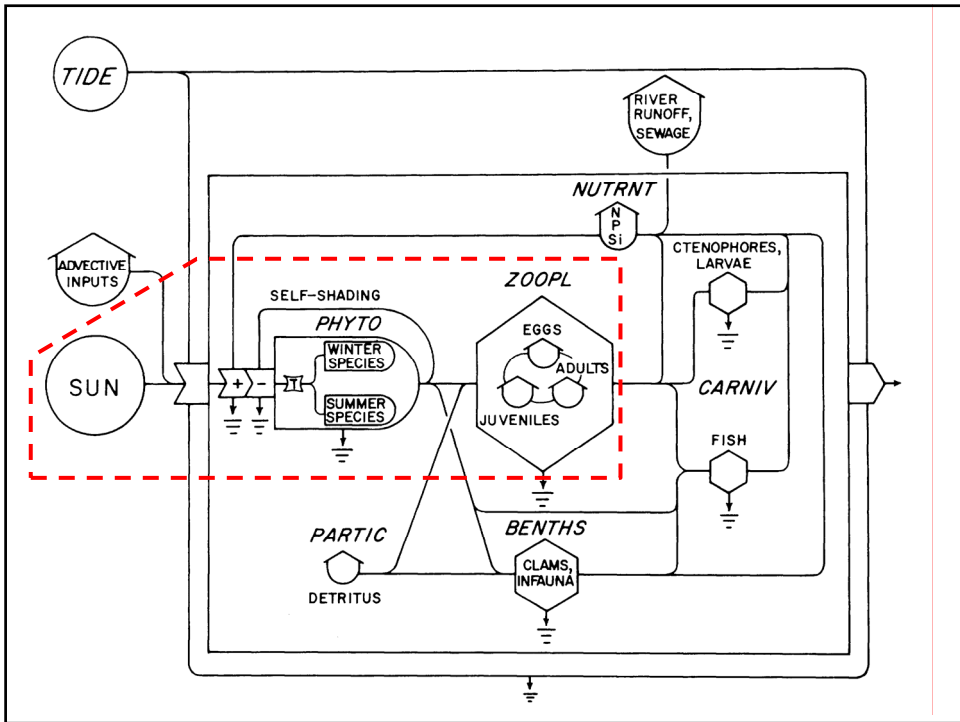 TIDE
RIVER
RUNOFF,
SEWAGE
NUTRNT
N
P
Si
CTENOPHORES,
LARVAE
ADVECTIVE
INPUTS
ZOOPL
SELF-SHADING
PHYTO
EGGS
WINTER
SPECIES
ADULTS
SUN
+
−
T
CARNIV
SUMMER
SPECIES
JUVENILES
FISH
PARTIC
BENTHS
CLAMS,
INFAUNA
DETRITUS